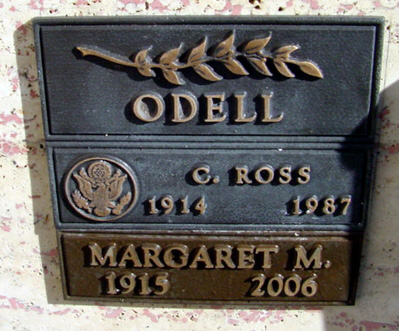 ODELL
C. ROSS
1914 1987
MARGARET M.
1915 2006